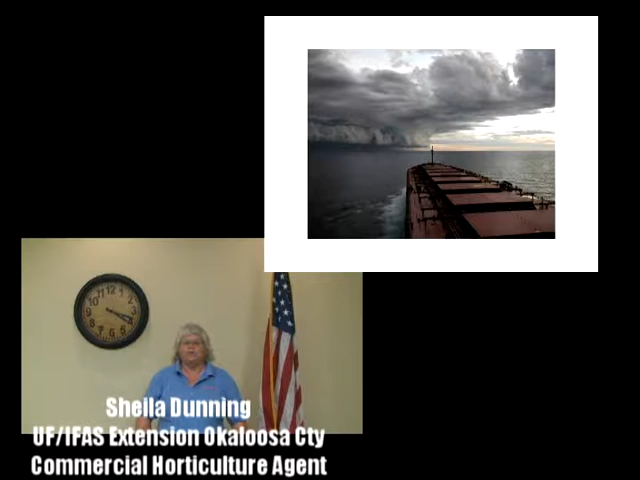 Sheila Dunning
UF/IFAS Extension Okaloosa Cty
Commercial Horticulture Agent